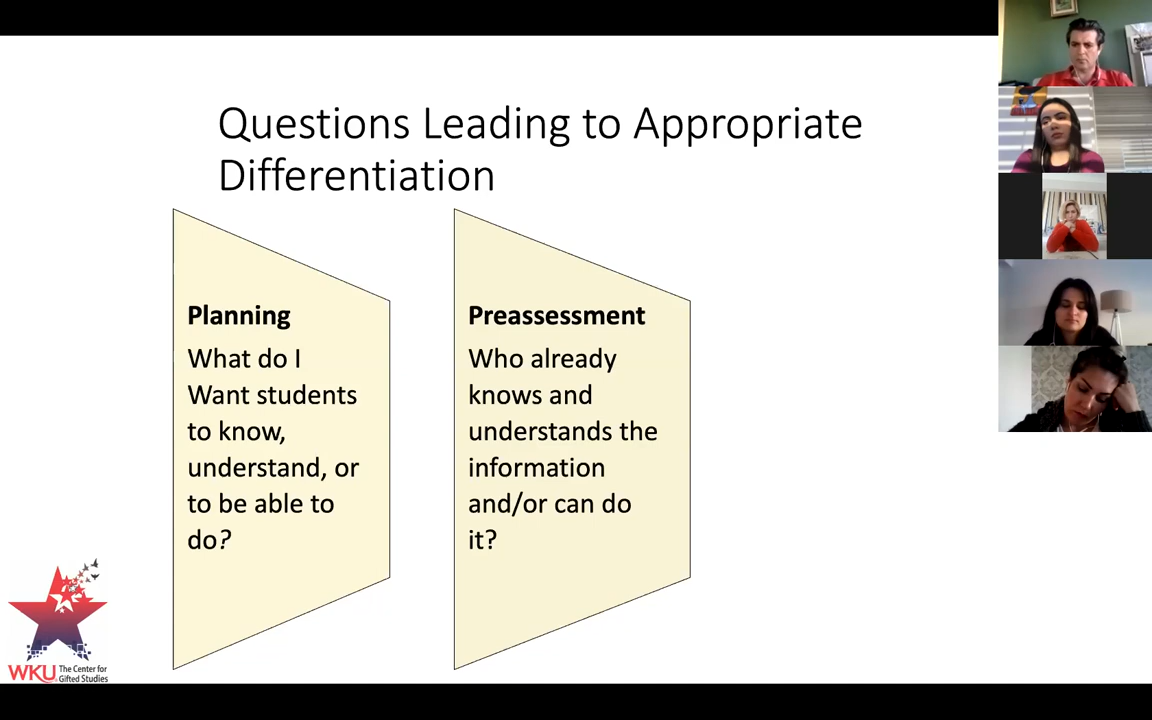 Questions Leading to Appropriate
Differentiation
Planning
What do I
Want students
to know,
understand, or
to be able to
do?
Preassessment
Who already
knows and
understands the
information
and/or can do
it?
WKU The Center for
Gifted Studies